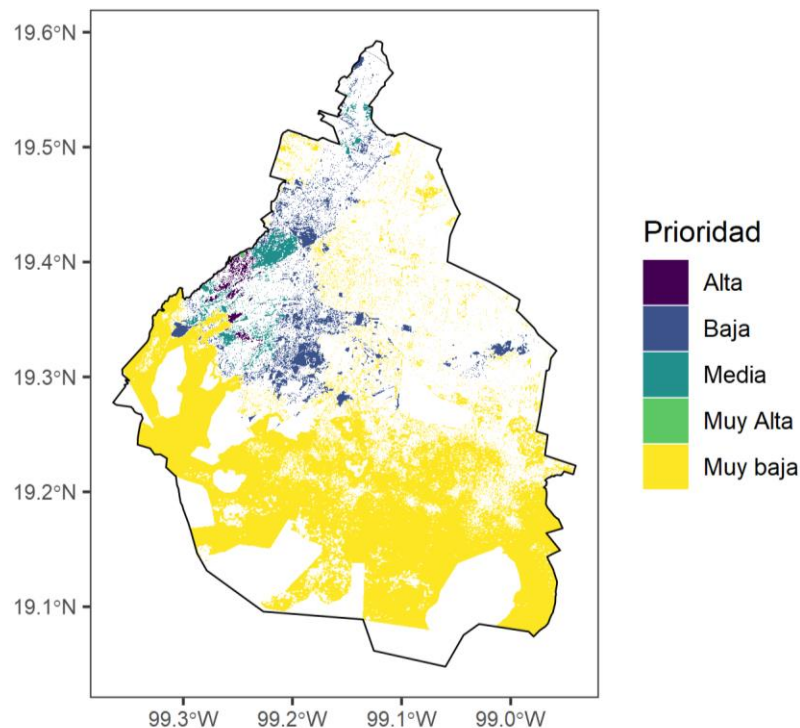 19.6°N
19.5°N
19.4°N
19.3°N
19.2°N
19.1°N
99.3°W 99.2°W 99.1°W 99.0°W
Prioridad
Alta
Baja
Media
Muy Alta
Muy baja